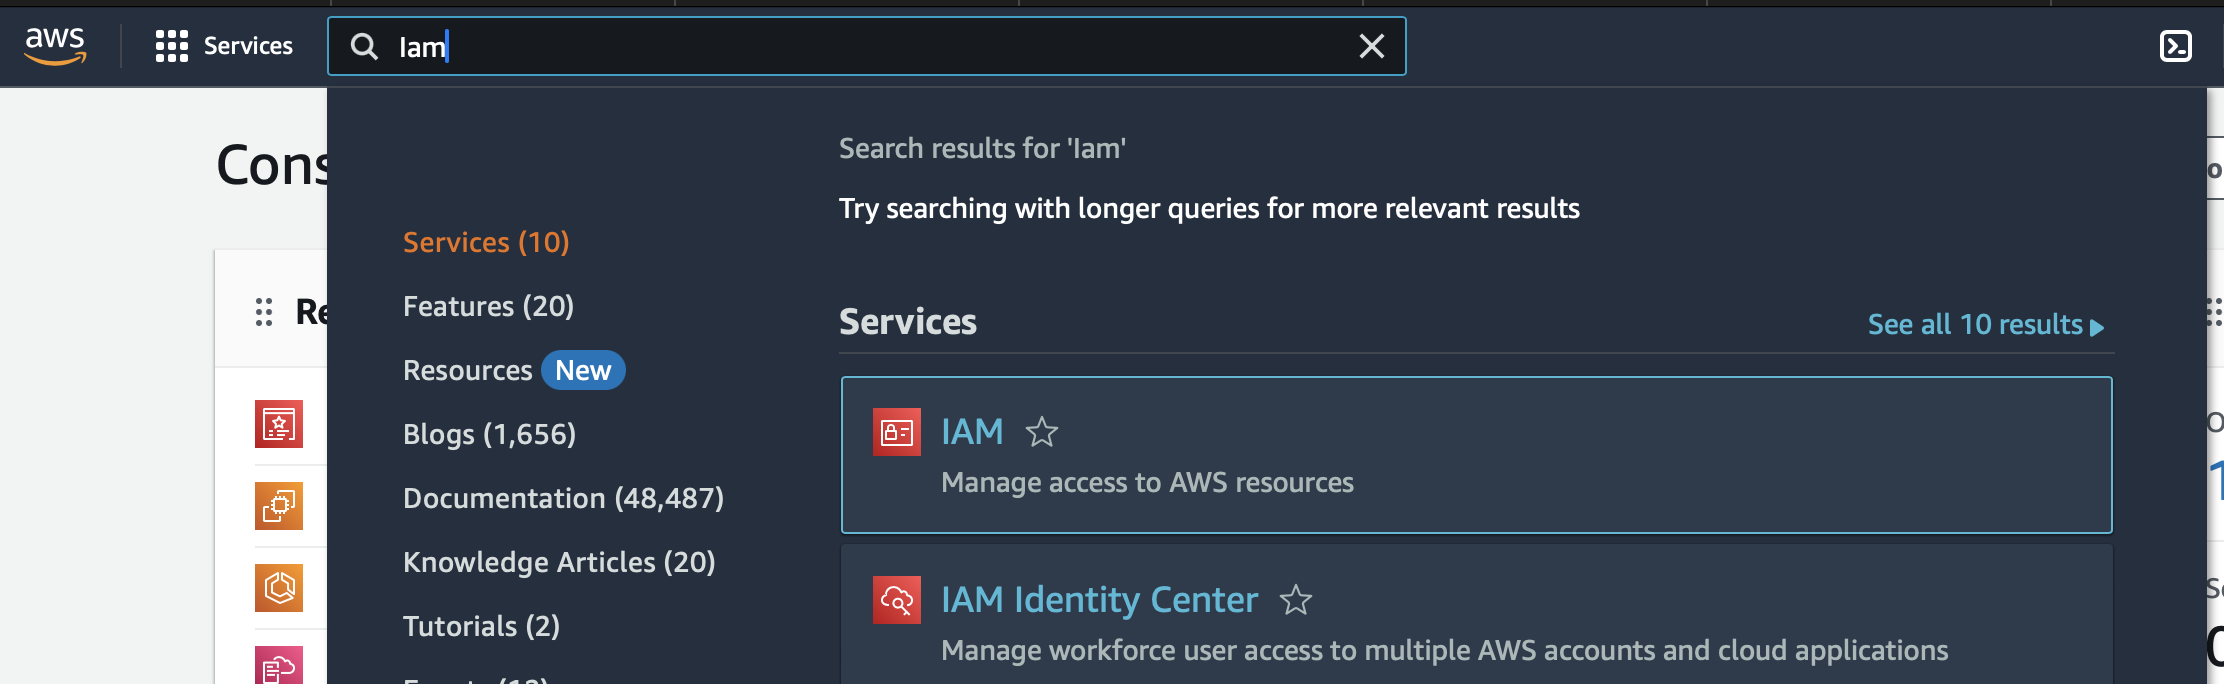 aws
Services
Iam
Cons
Search results for 'Iam'
Try searching with longer queries for more relevant results
Services (10)
Features (20)
Resources New
Blogs (1,656)
Documentation (48,487)
Knowledge Articles (20)
Tutorials (2)
Services
See all 10 results
IAM
Manage access to AWS resources
IAM Identity Center
Manage workforce user access to multiple AWS accounts and cloud applications
Re